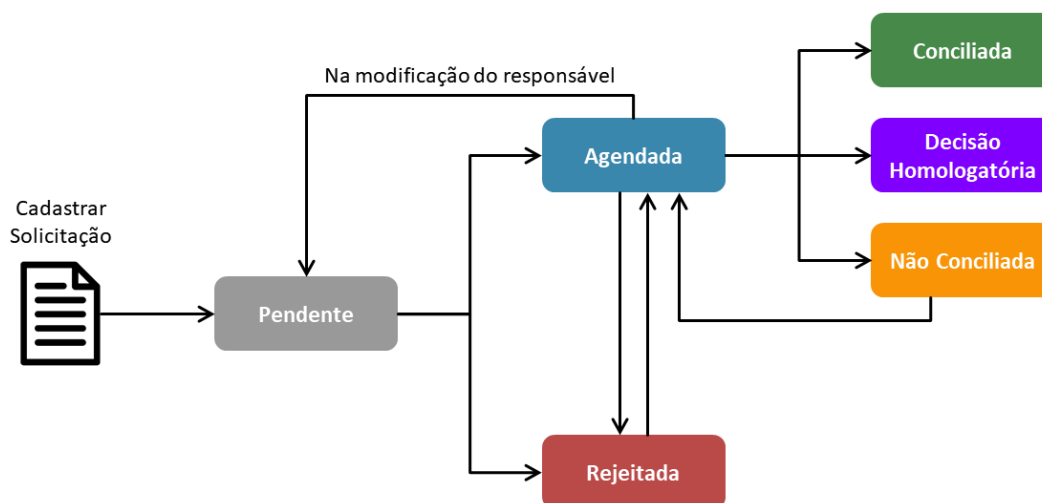 Conciliada
Na modificação do responsável
Agendada
Decisão
Homologatória
Cadastrar
Solicitação
Não Conciliada
Pendente
Rejeitada